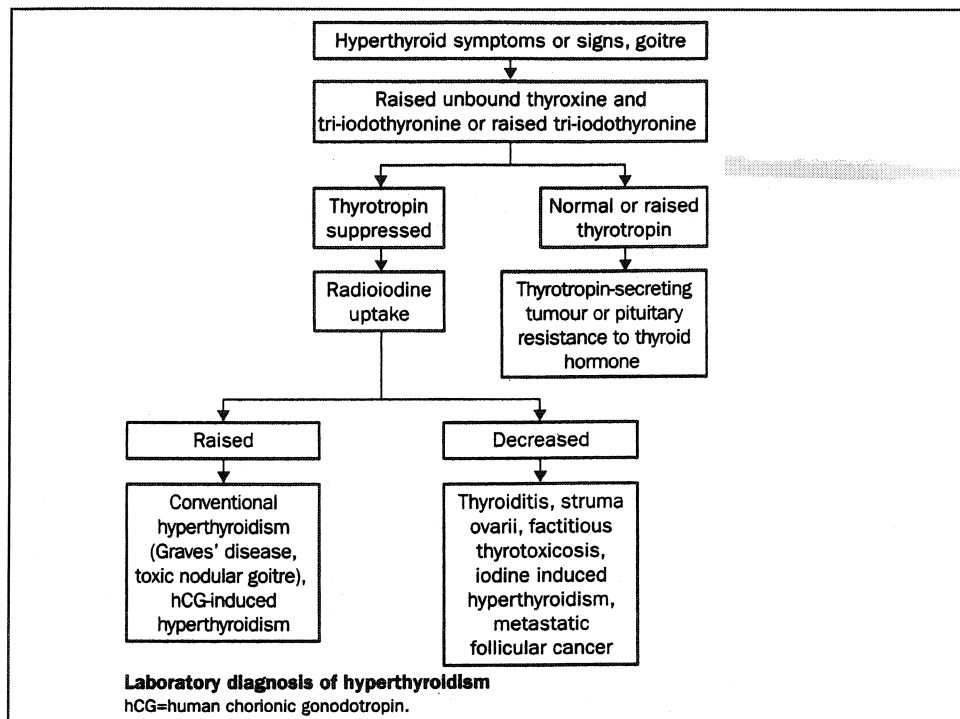 Hyperthyroid symptoms or signs, goitre
Raised unbound thyroxine and
tri-iodothyronine or raised tri-iodothyronine
Thyrotropin
suppressed
Normal or raised
thyrotropin
Radioiodine
uptake
Thyrotropin-secreting
tumour or pituitary
resistance to thyroid
hormone
Raised
Decreased
Conventional
hyperthyroidism
(Graves' disease,
toxic nodular goitre),
hCG-induced
hyperthyroidism
Thyroiditis, struma
ovarii, factitious
thyrotoxicosis,
iodine induced
hyperthyroidism,
metastatic
follicular cancer
Laboratory diagnosis of hyperthyroidism
hCG=human chorionic gonodotropin.